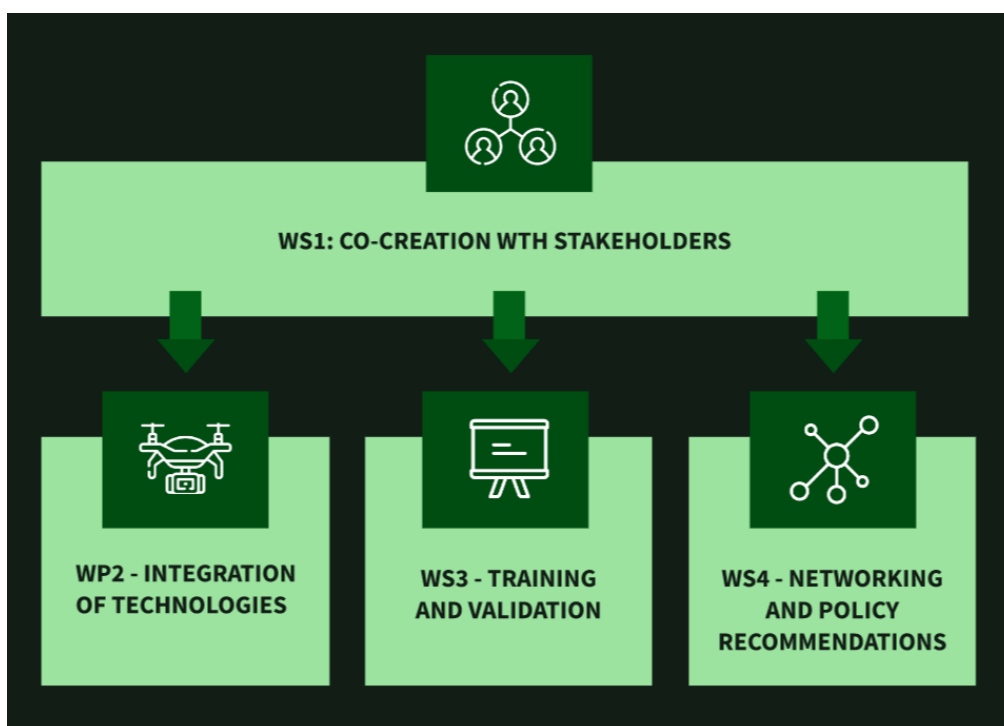 WS1: CO-CREATION WTH STAKEHOLDERS
WP2 - INTEGRATION
OF TECHNOLOGIES
WS3 - TRAINING
AND VALIDATION
WS4 - NETWORKING
AND POLICY
RECOMMENDATIONS